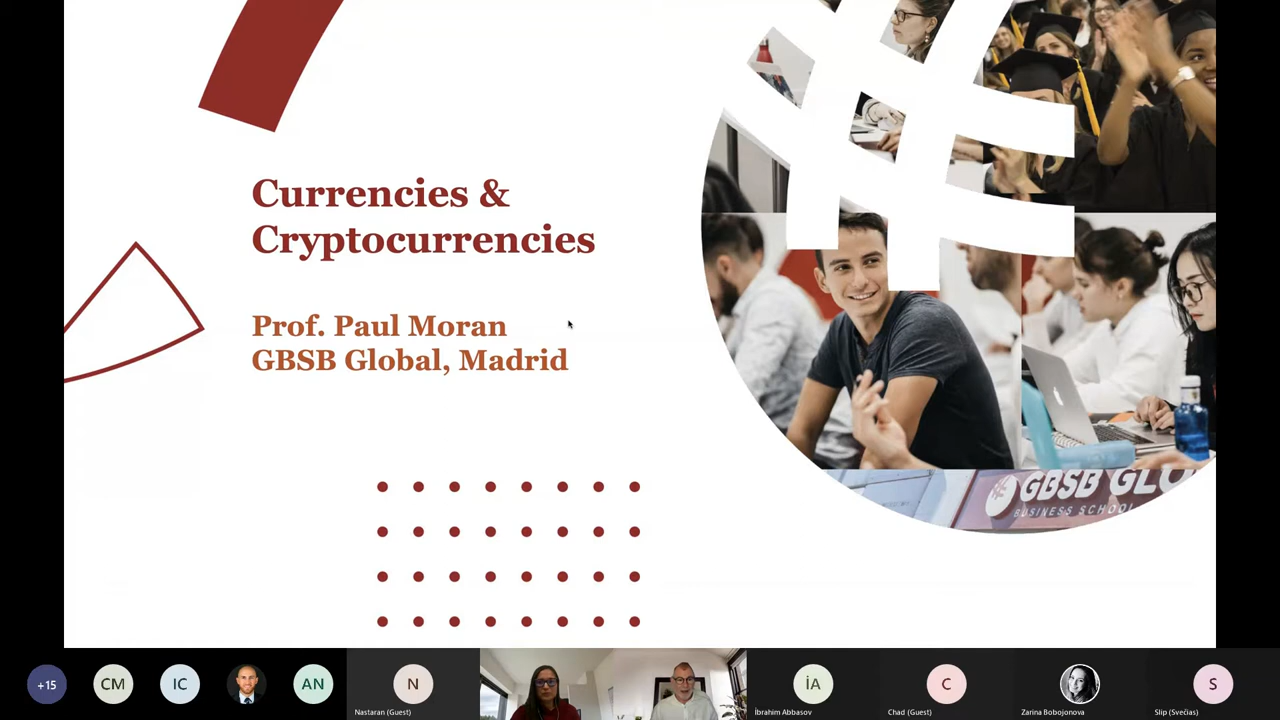 Currencies &
Cryptocurrencies
Prof. Paul Moran
GBSB Global, Madrid
GBSB GLO
BUSINESS SCHOOL
+15
CM
IC
AN
N
Nastaran (Guest)
İA
İbrahim Abbasov
C
Chad (Guest)
Zarina Bobojonova
S
Slip (Svečias)